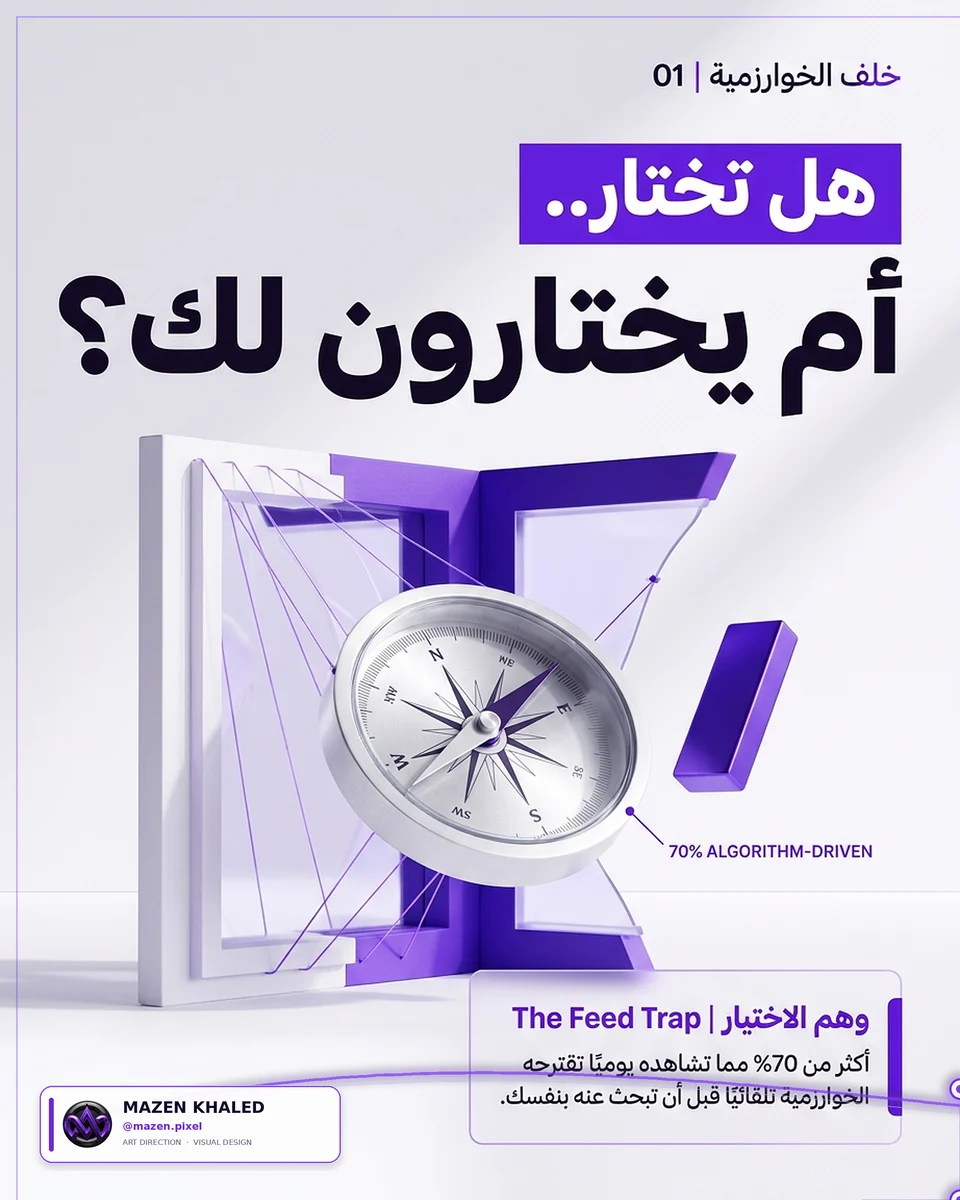 خلف الخوارزمية | 01
هل تختار..
أم يختارون لك؟
N
NE
E
SE
S
SW
W
NW
70% ALGORITHM-DRIVEN
وهم الاختيار | The Feed Trap
أكثر من 70% مما تشاهده يوميًا تقترحه
الخوارزمية تلقائيًا قبل أن تبحث عنه بنفسك.
MAZEN KHALED
@mazen.pixel
ART DIRECTION · VISUAL DESIGN